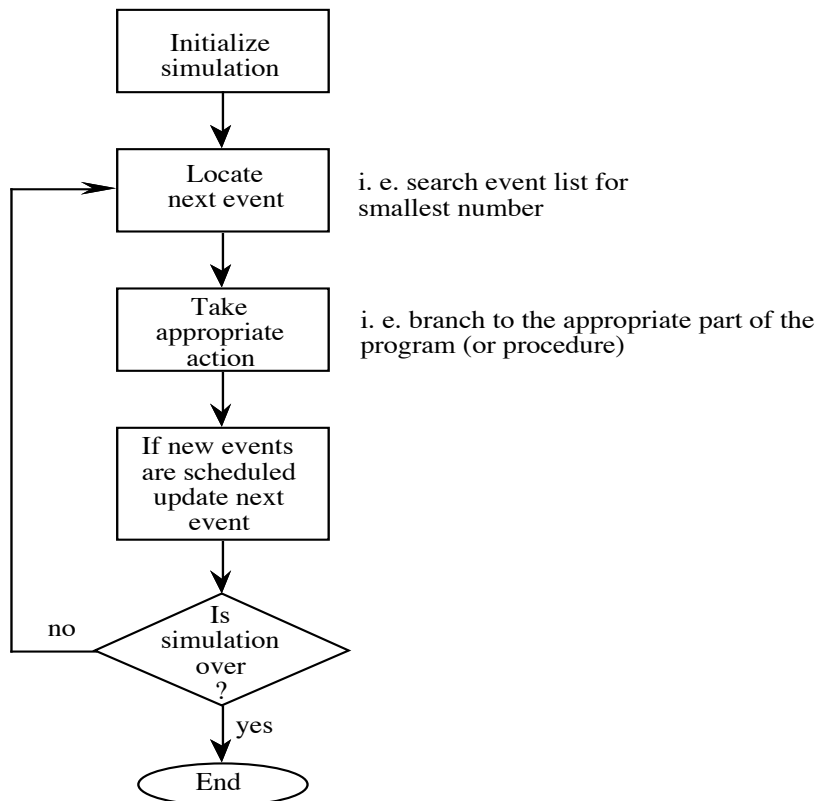 Initialize
simulation
Locate
next event
i. e. search event list for
smallest number
Take
appropriate
action
i. e. branch to the appropriate part of the
program (or procedure)
If new events
are scheduled
update next
event
Is
simulation
over
?
no
yes
End